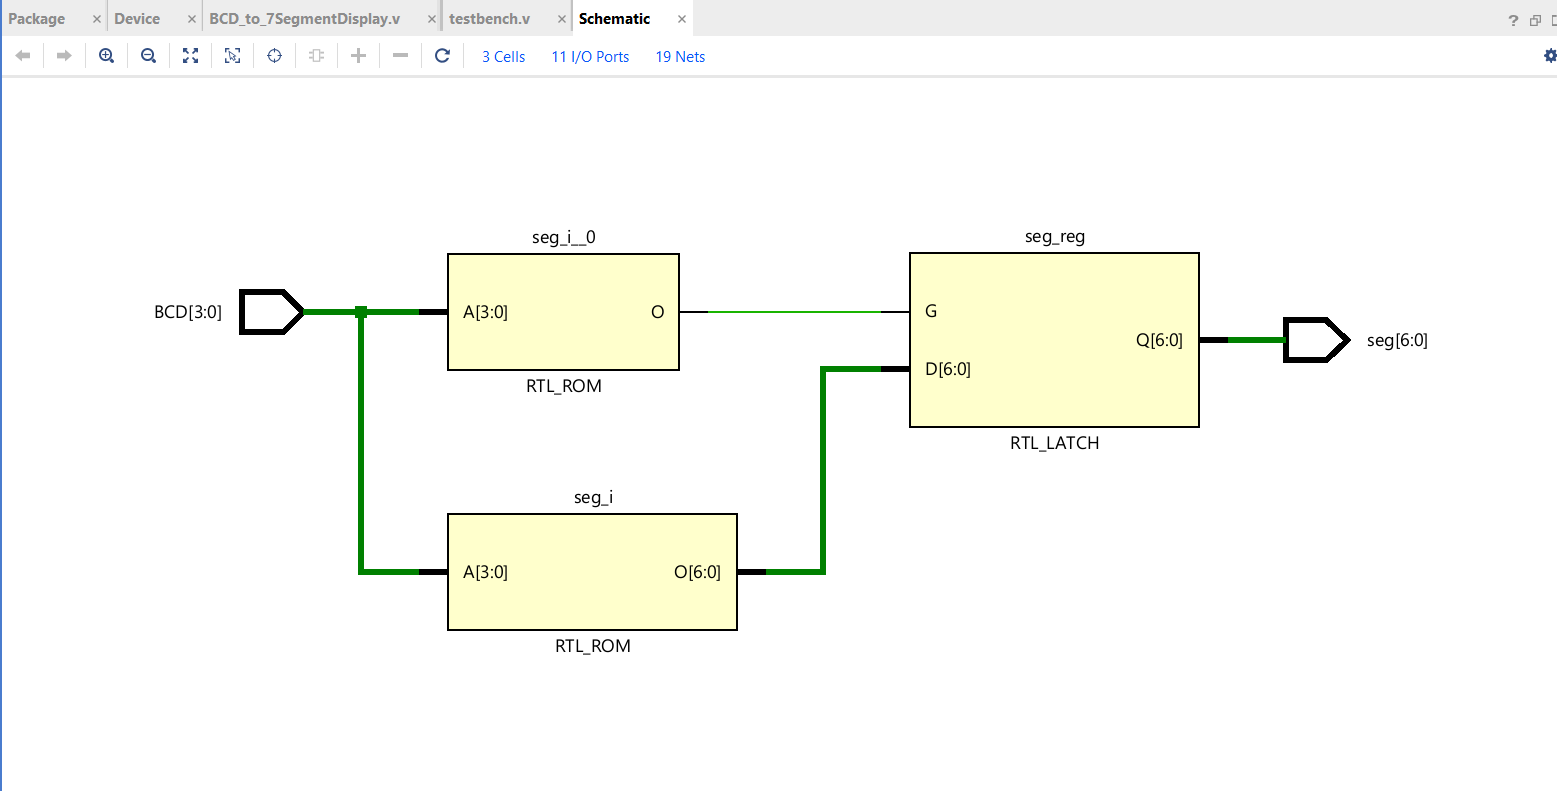 Package × Device × BCD_to_7SegmentDisplay.v × testbench.v × Schematic × ?
3 Cells 11 I/O Ports 19 Nets
seg_i__0 seg_reg
BCD[3:0] A[3:0] O G
Q[6:0] seg[6:0]
D[6:0]
RTL_ROM
RTL_LATCH
seg_i
A[3:0] O[6:0]
RTL_ROM